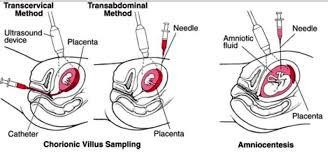 Transcervical
Method
Transabdominal
Method
Ultrasound
device
Placenta
Needle
Needle
Amniotic
fluid
Catheter
Placenta
Placenta
Chorionic Villus Sampling
Amniocentesis